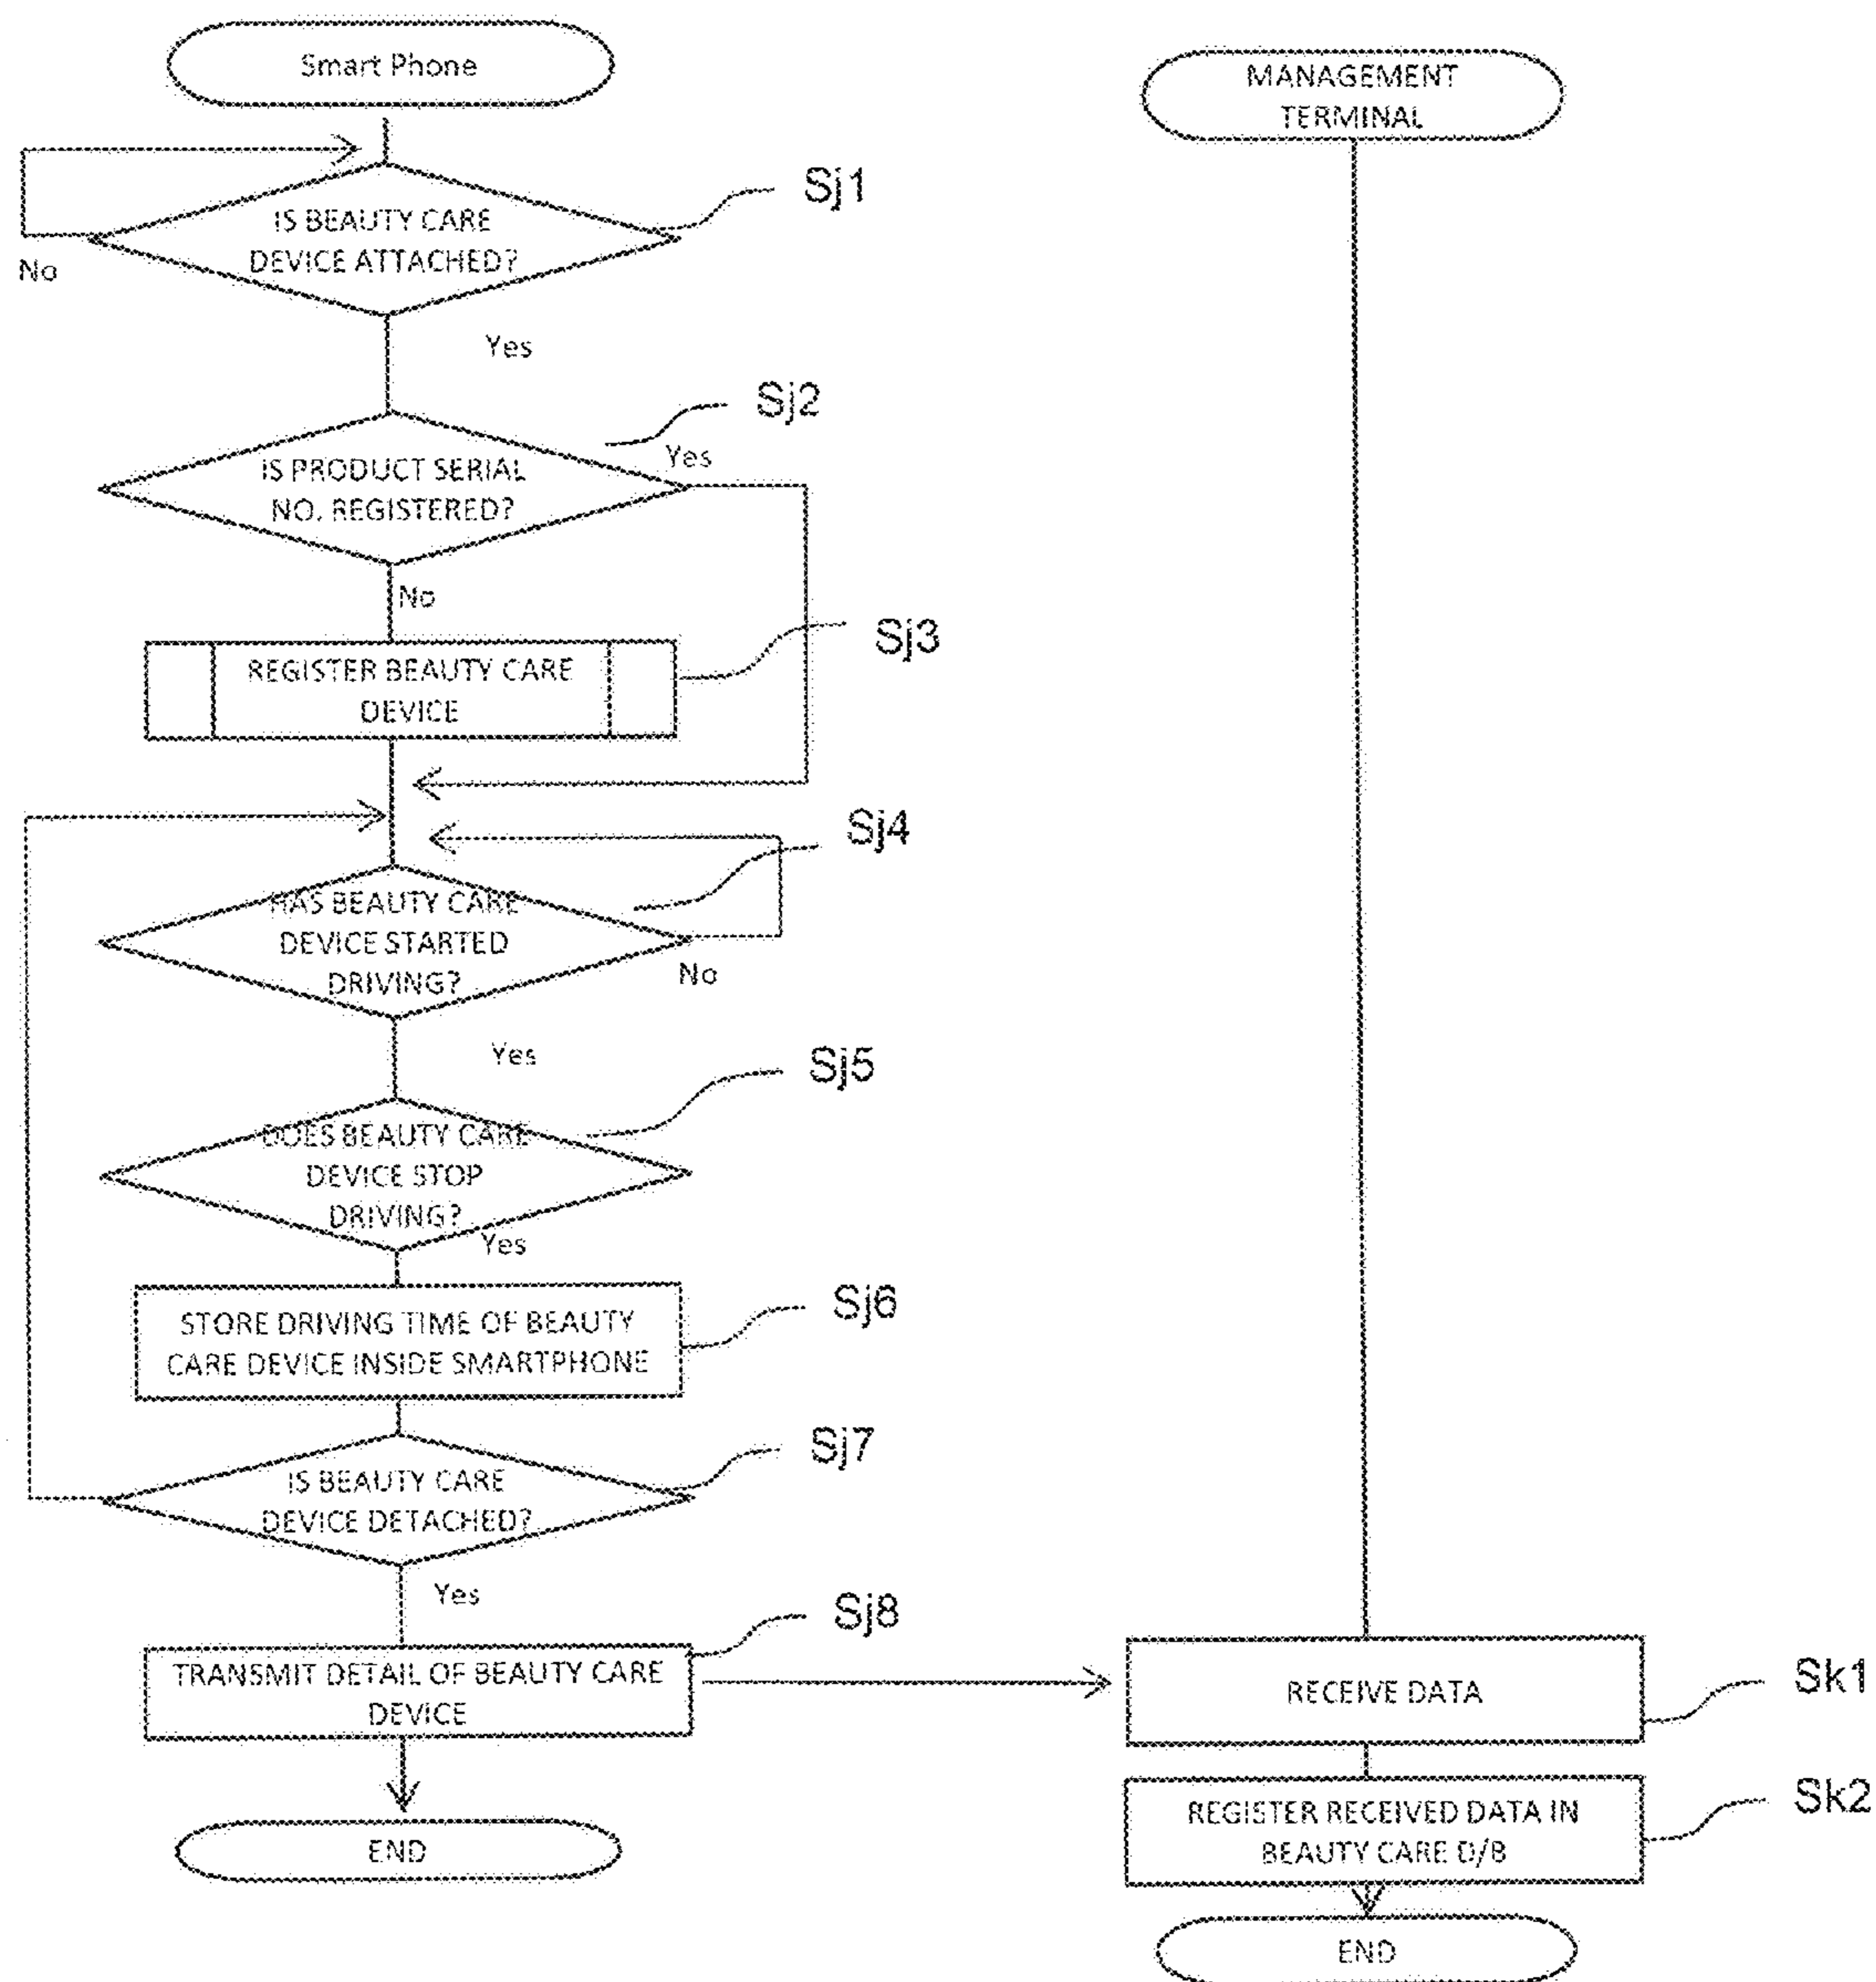 Smart Phone
IS BEAUTY CARE
DEVICE ATTACHED?
Sj1
No
Yes
IS PRODUCT SERIAL
NO. REGISTERED?
Sj2
Yes
No
REGISTER BEAUTY CARE
DEVICE
Sj3
HAS BEAUTY CARE
DEVICE STARTED
DRIVING?
Sj4
No
Yes
DOES BEAUTY CARE
DEVICE STOP
DRIVING?
Sj5
Yes
STORE DRIVING TIME OF BEAUTY
CARE DEVICE INSIDE SMARTPHONE
Sj6
IS BEAUTY CARE
DEVICE DETACHED?
Sj7
Yes
TRANSMIT DETAIL OF BEAUTY CARE
DEVICE
Sj8
END
MANAGEMENT
TERMINAL
RECEIVE DATA
Sk1
REGISTER RECEIVED DATA IN
BEAUTY CARE D/B
Sk2
END